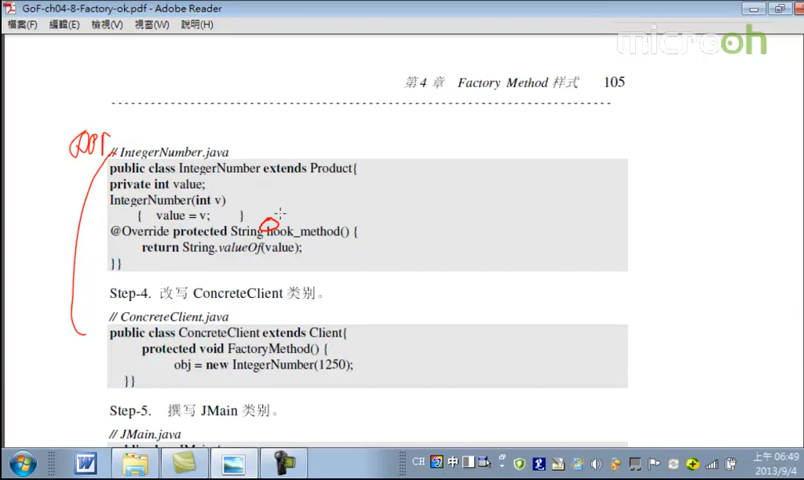 GoF-ch04-8-Factory-ok.pdf - Adobe Reader
檔案(F) 編輯(E) 檢視(V) 視窗(W) 說明(H)
microoh
第 4 章 Factory Method 样式 105
// IntegerNumber.java
public class IntegerNumber extends Product{
private int value;
IntegerNumber(int v)
{ value = v; }
@Override protected String hook_method() {
return String.valueOf(value);
}}
Step-4. 改写 ConcreteClient 类别。
// ConcreteClient.java
public class ConcreteClient extends Client{
protected void FactoryMethod() {
obj = new IntegerNumber(1250);
}}
Step-5. 撰写 JMain 类别。
// JMain.java
CH 中 上午 06:49
2013/9/4